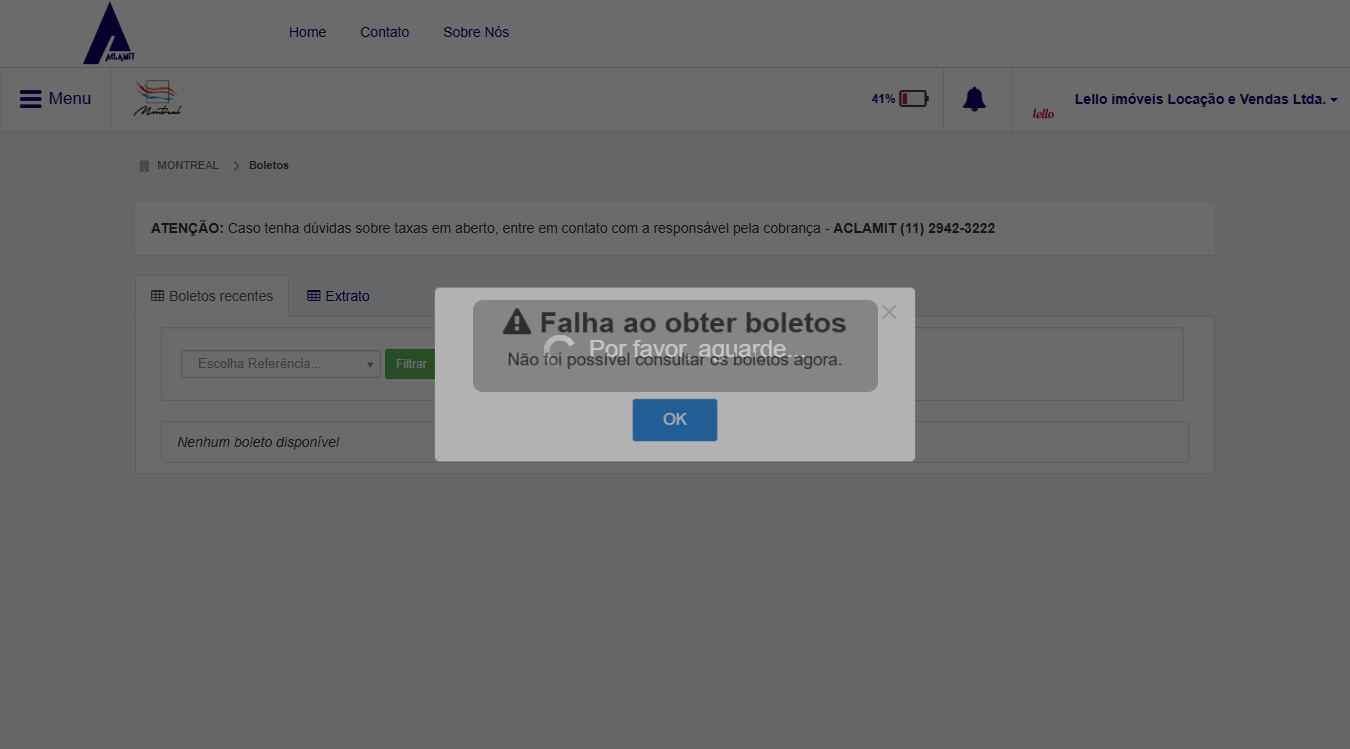 ACLAMIT
Home
Contato
Sobre Nós
Menu
Montreal
41%
lello
Lello imóveis Locação e Vendas Ltda.
MONTREAL
Boletos
ATENÇÃO: Caso tenha dúvidas sobre taxas em aberto, entre em contato com a responsável pela cobrança - ACLAMIT (11) 2942-3222
Boletos recentes
Extrato
Escolha Referência...
Filtrar
Nenhum boleto disponível
Falha ao obter boletos
Por favor, aguarde...
Não foi possível consultar os boletos agora.
OK